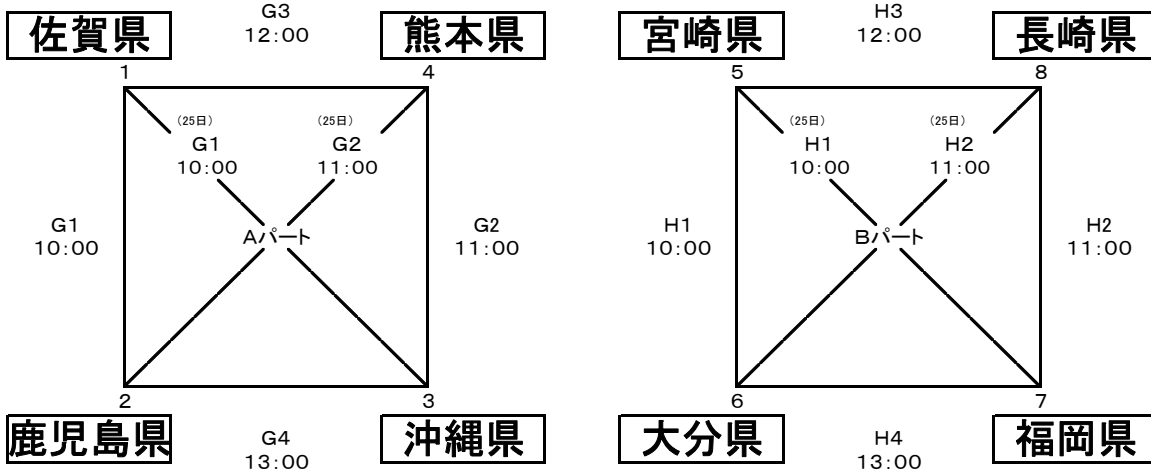 G3
12:00
佐賀県
熊本県
1
4
(25日)
G1
10:00
(25日)
G2
11:00
G1
10:00
Aパート
G2
11:00
2
3
鹿児島県
沖縄県
G4
13:00
H3
12:00
宮崎県
長崎県
5
8
(25日)
H1
10:00
(25日)
H2
11:00
H1
10:00
Bパート
H2
11:00
6
7
大分県
福岡県
H4
13:00